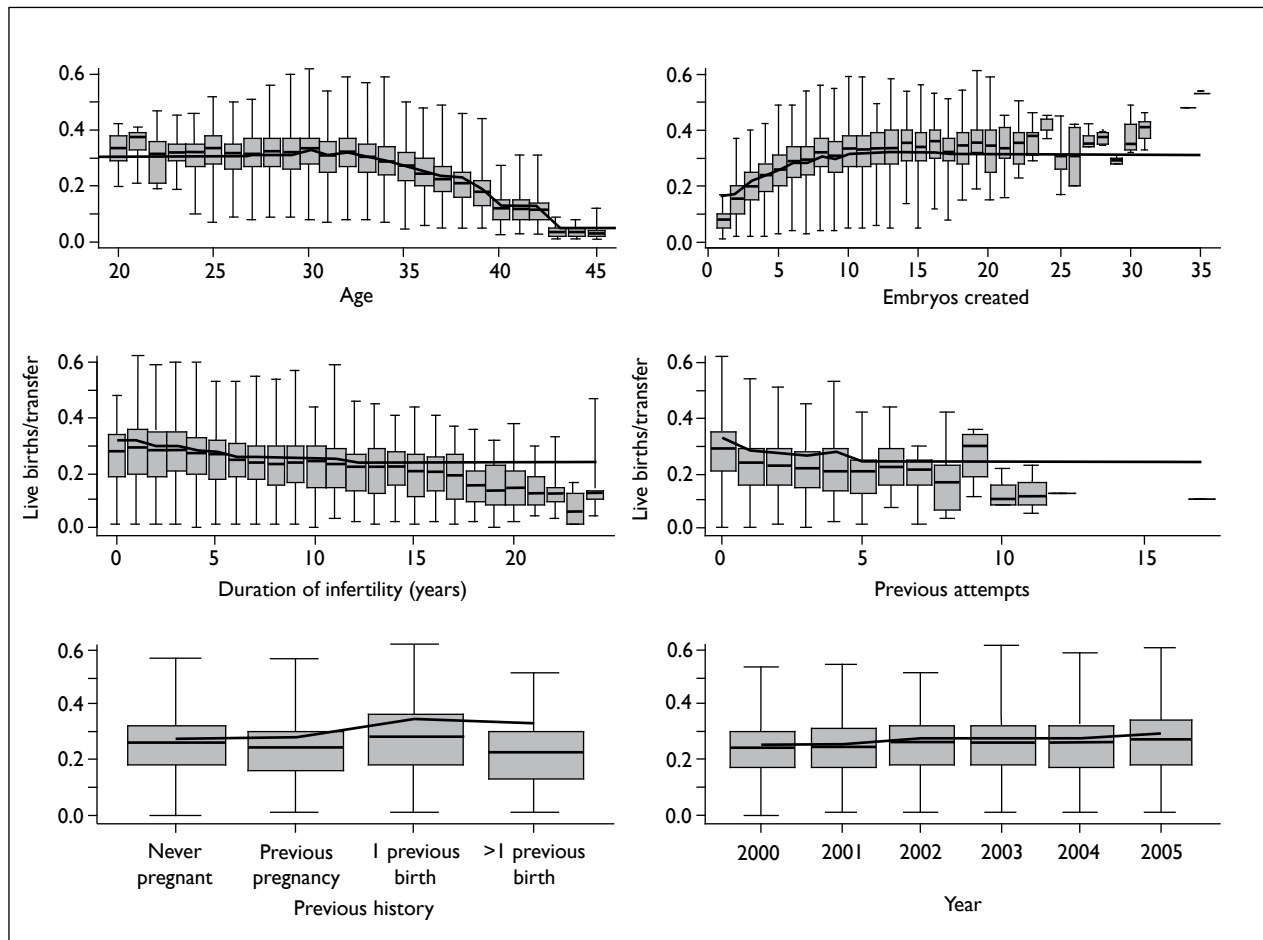 0.6
0.4
0.2
0.0
20 25 30 35 40 45
Age
0.6
0.4
0.2
0.0
0 5 10 15 20 25 30 35
Embryos created
Live births/transfer
0.6
0.4
0.2
0.0
0 5 10 15 20
Duration of infertility (years)
Live births/transfer
0.6
0.4
0.2
0.0
0 5 10 15
Previous attempts
0.6
0.4
0.2
0.0
Never Previous 1 previous >1 previous
pregnant pregnancy birth birth
Previous history
0.6
0.4
0.2
0.0
2000 2001 2002 2003 2004 2005
Year